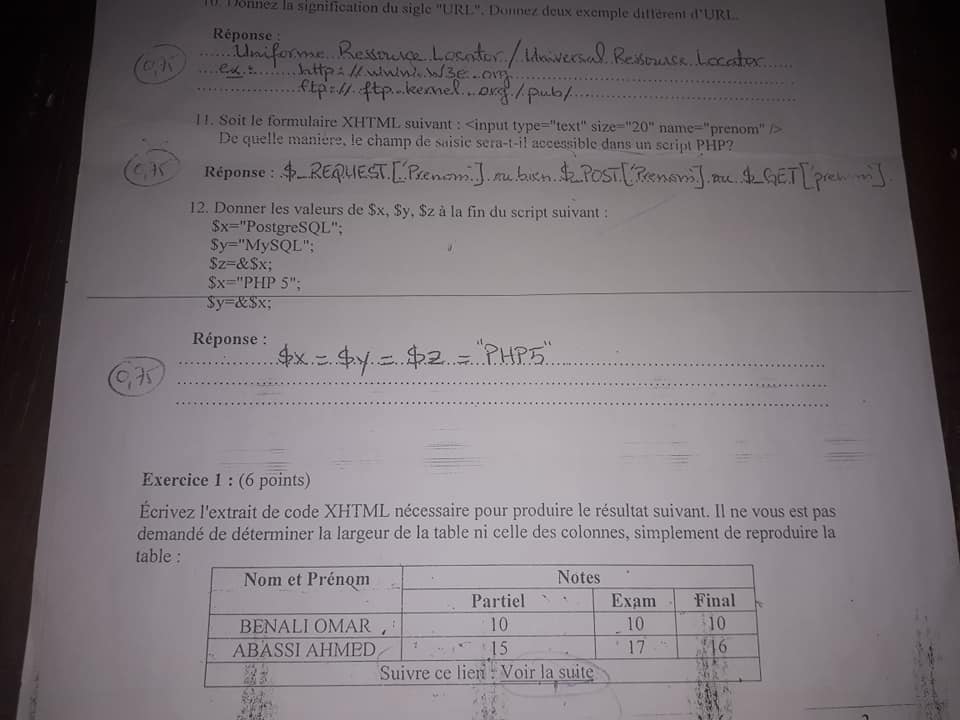 10. Donnez la signification du sigle "URL". Donnez deux exemple différent d'URL.
Réponse :
Uniforme Ressource Locator / Universal Ressource Locator
0,75
ex : http://www.w3c.org
ftp://ftp.kernel.org/pub/
11. Soit le formulaire XHTML suivant : <input type="text" size="20" name="prenom" />
De quelle manière, le champ de saisie sera-t-il accessible dans un script PHP?
0,75
Réponse : $_REQUEST['Prenom'] ou bien $_POST['Prenom'] ou $_GET['prenom'].
12. Donner les valeurs de $x, $y, $z à la fin du script suivant :
$x="PostgreSQL";
$y="MySQL";
$z=&$x;
$x="PHP 5";
$y=&$x;
Réponse :
$x = $y = $z = "PHP5"
0,75
Exercice 1 : (6 points)
Écrivez l'extrait de code XHTML nécessaire pour produire le résultat suivant. Il ne vous est pas
demandé de déterminer la largeur de la table ni celle des colonnes, simplement de reproduire la
table :
Nom et Prénom Notes
Partiel Exam Final
BENALI OMAR 10 10 10
ABASSI AHMED 15 17 16
Suivre ce lien : Voir la suite